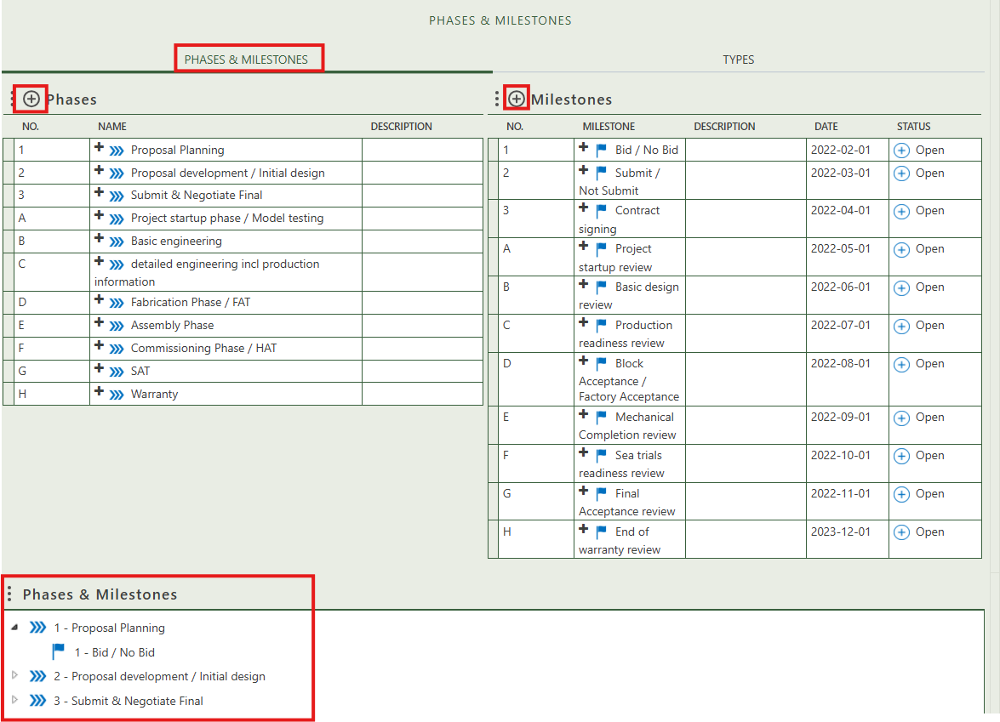 PHASES & MILESTONES
PHASES & MILESTONES
TYPES
Phases
NO. NAME DESCRIPTION
1 Proposal Planning
2 Proposal development / Initial design
3 Submit & Negotiate Final
A Project startup phase / Model testing
B Basic engineering
C detailed engineering incl production
information
D Fabrication Phase / FAT
E Assembly Phase
F Commissioning Phase / HAT
G SAT
H Warranty
Milestones
NO. MILESTONE DESCRIPTION DATE STATUS
1 Bid / No Bid 2022-02-01 Open
2 Submit / 2022-03-01 Open
Not Submit
3 Contract 2022-04-01 Open
signing
A Project 2022-05-01 Open
startup review
B Basic design 2022-06-01 Open
review
C Production 2022-07-01 Open
readiness review
D Block 2022-08-01 Open
Acceptance /
Factory Acceptance
E Mechanical 2022-09-01 Open
Completion review
F Sea trials 2022-10-01 Open
readiness review
G Final 2022-11-01 Open
Acceptance review
H End of 2023-12-01 Open
warranty review
Phases & Milestones
1 - Proposal Planning
1 - Bid / No Bid
2 - Proposal development / Initial design
3 - Submit & Negotiate Final